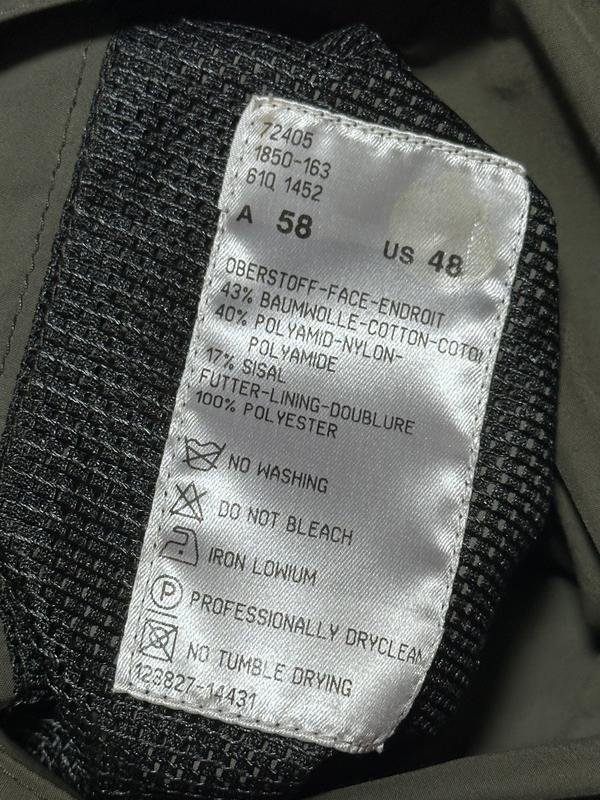 72405
1850-163
61Q 1452
A 58 US 48
OBERSTOFF-FACE-ENDROIT
43% BAUMWOLLE-COTTON-COTO
40% POLYAMID-NYLON-
POLYAMIDE
17% SISAL
FUTTER-LINING-DOUBLURE
100% POLYESTER
NO WASHING
DO NOT BLEACH
IRON LOWIUM
P PROFESSIONALLY DRYCLEAN
NO TUMBLE DRYING
123827-14431